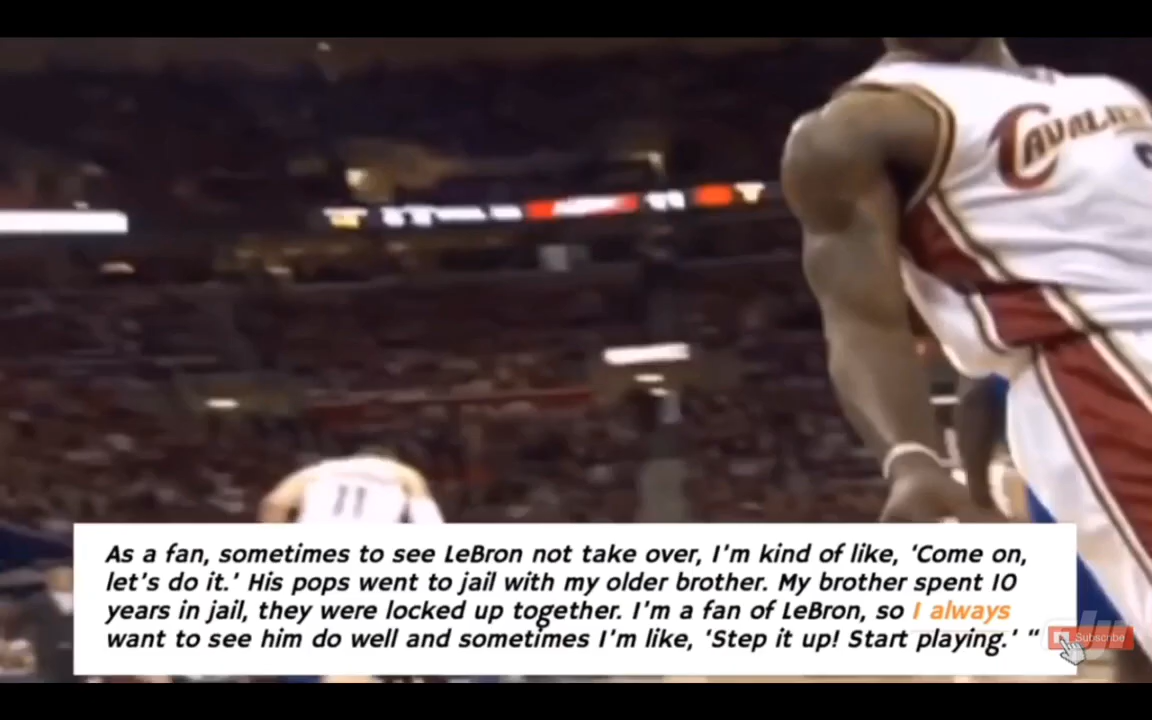 CAVALIE
11
As a fan, sometimes to see LeBron not take over, I'm kind of like, 'Come on,
let's do it.' His pops went to jail with my older brother. My brother spent 10
years in jail, they were locked up together. I'm a fan of LeBron, so I always
want to see him do well and sometimes I'm like, 'Step it up! Start playing.' “
Subscribe